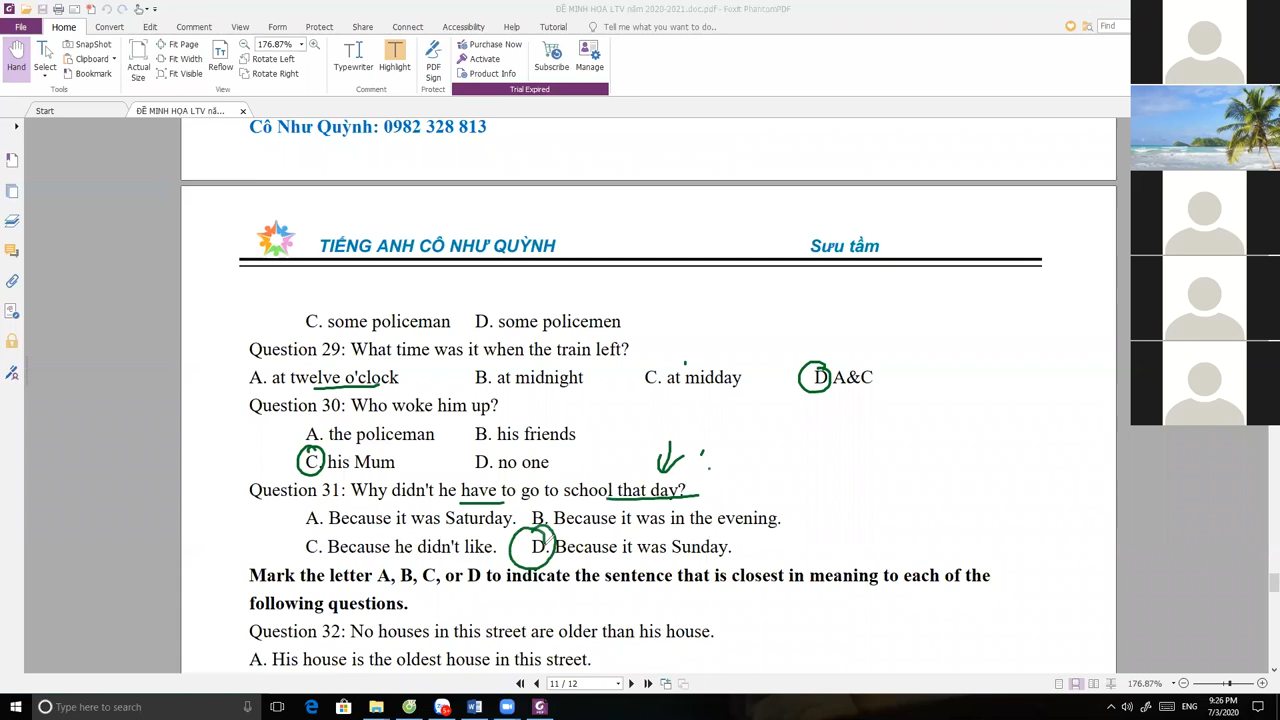 ĐỀ MINH HỌA LTV năm 2020-2021.doc.pdf - Foxit PhantomPDF
File Home Convert Edit Organize Comment View Form Protect Share Connect Accessibility Help Tutorial Tell me what you want to do.. Find
Hand Select SnapShot Clipboard Bookmark Actual Size Fit Page Fit Width Fit Visible Reflow 176.87% Rotate Left Rotate Right Typewriter Highlight PDF Sign Purchase Now Activate Product Info Subscribe Manage
Tools View Comment Protect Trial Expired
Start ĐỀ MINH HỌA LTV nă...
Cô Như Quỳnh: 0982 328 813
TIẾNG ANH CÔ NHƯ QUỲNH Sưu tầm
C. some policeman D. some policemen
Question 29: What time was it when the train left?
A. at twelve o'clock B. at midnight C. at midday D. A&C
Question 30: Who woke him up?
A. the policeman B. his friends
C. his Mum D. no one
Question 31: Why didn't he have to go to school that day?
A. Because it was Saturday. B. Because it was in the evening.
C. Because he didn't like. D. Because it was Sunday.
Mark the letter A, B, C, or D to indicate the sentence that is closest in meaning to each of the
following questions.
Question 32: No houses in this street are older than his house.
A. His house is the oldest house in this street.
11 / 12 176.87%
Type here to search ENG 9:26 PM
7/3/2020